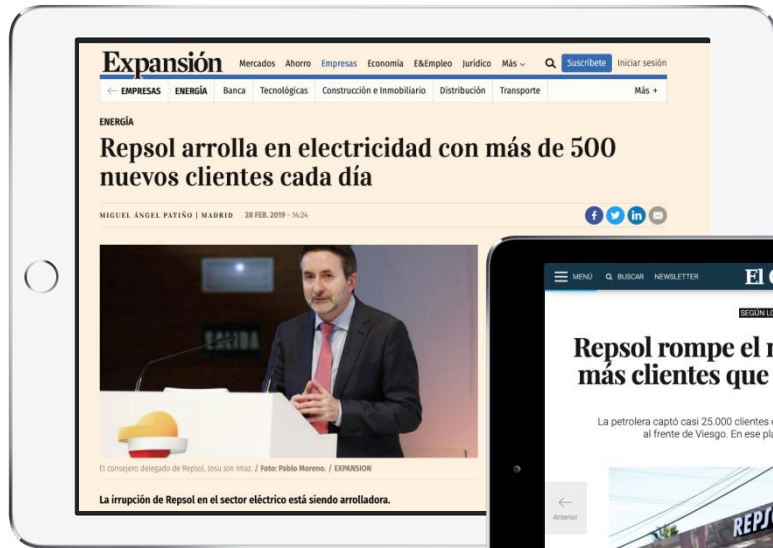 Expansión
Mercados Ahorro Empresas Economía E&Empleo Jurídico Más
Suscríbete Iniciar sesión
← EMPRESAS ENERGÍA Banca Tecnológicas Construcción e Inmobiliario Distribución Transporte Más +
ENERGÍA
Repsol arrolla en electricidad con más de 500
nuevos clientes cada día
MIGUEL ÁNGEL PATIÑO | MADRID 28 FEB. 2019 - 14:24
SALIDA
El consejero delegado de Repsol, Josu Jon Imaz. / Foto: Pablo Moreno. / EXPANSION
La irrupción de Repsol en el sector eléctrico está siendo arrolladora.
MENÚ BUSCAR NEWSLETTER El
SEGÚN
Repsol rompe el
más clientes que
La petrolera captó casi 25.000 clientes
al frente de Viesgo. En ese
←
Anterior